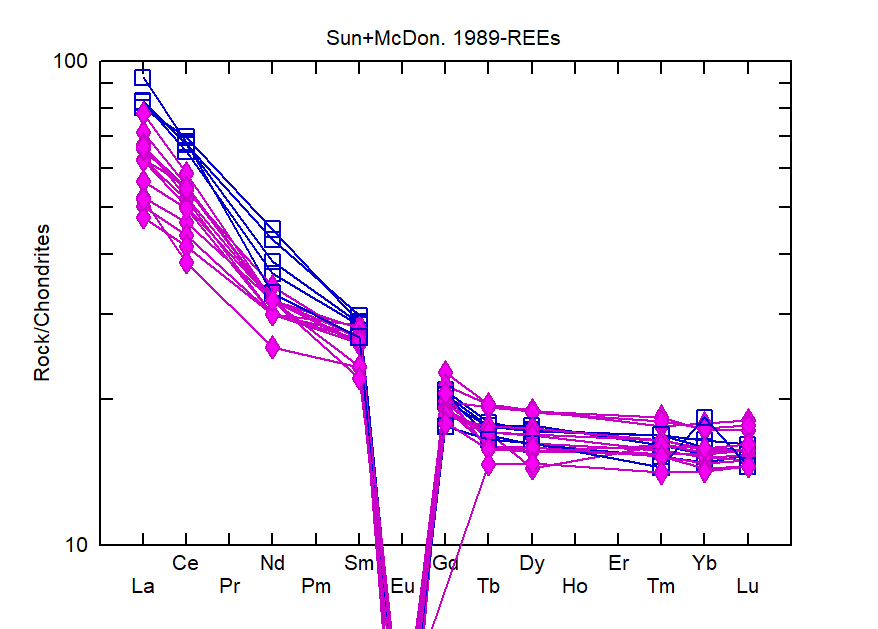 Sun+McDon. 1989-REEs
100
Rock/Chondrites
10
Ce Nd Sm Gd Dy Er Yb
La Pr Pm Eu Tb Ho Tm Lu